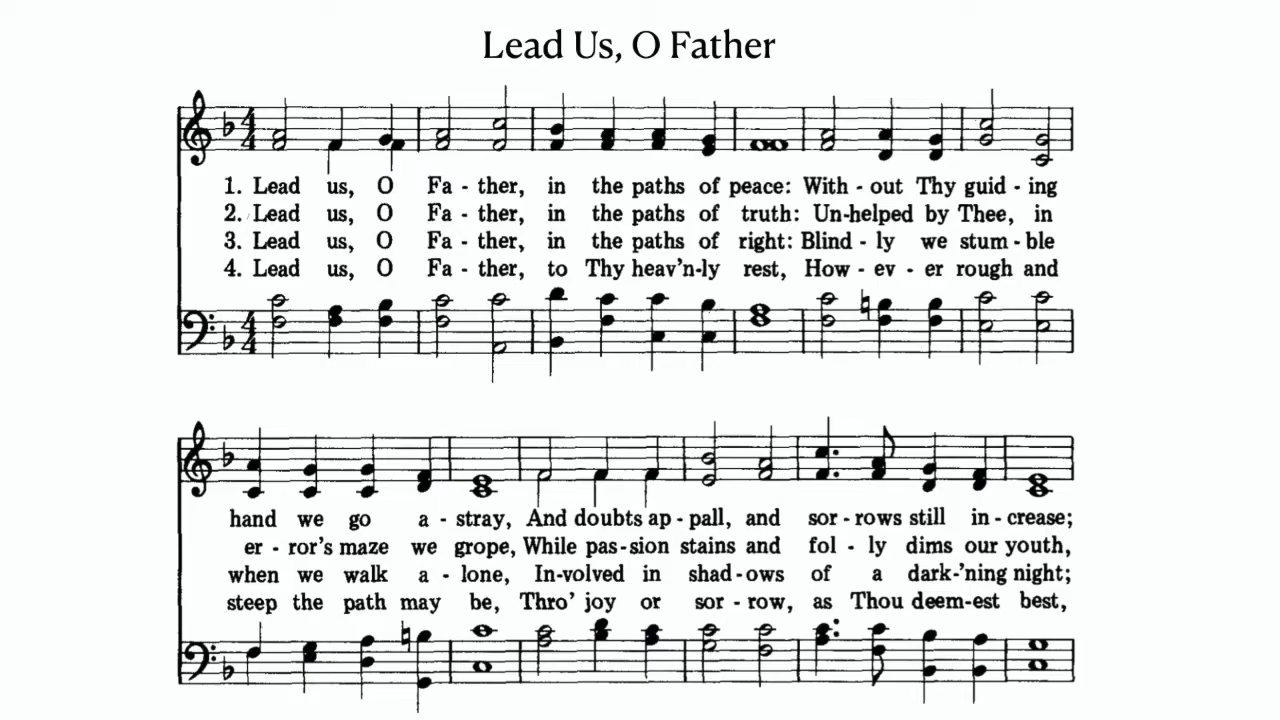 Lead Us, O Father
4
4
1. Lead us, O Fa - ther, in the paths of peace: With - out Thy guid - ing
2. Lead us, O Fa - ther, in the paths of truth: Un-helped by Thee, in
3. Lead us, O Fa - ther, in the paths of right: Blind - ly we stum - ble
4. Lead us, O Fa - ther, to Thy heav'n-ly rest, How - ev - er rough and
4
4
hand we go a - stray, And doubts ap - pall, and sor - rows still in - crease;
er - ror's maze we grope, While pas - sion stains and fol - ly dims our youth,
when we walk a - lone, In-volved in shad - ows of a dark-'ning night;
steep the path may be, Thro' joy or sor - row, as Thou deem-est best,